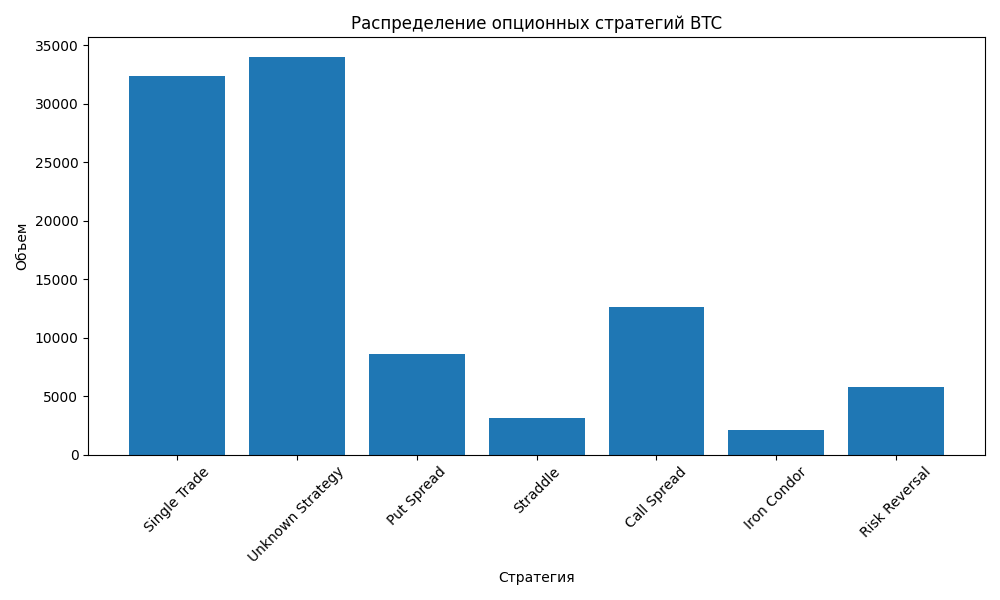 Распределение опционных стратегий BTC
Объем
35000
30000
25000
20000
15000
10000
5000
0
Single Trade
Unknown Strategy
Put Spread
Straddle
Call Spread
Iron Condor
Risk Reversal
Стратегия